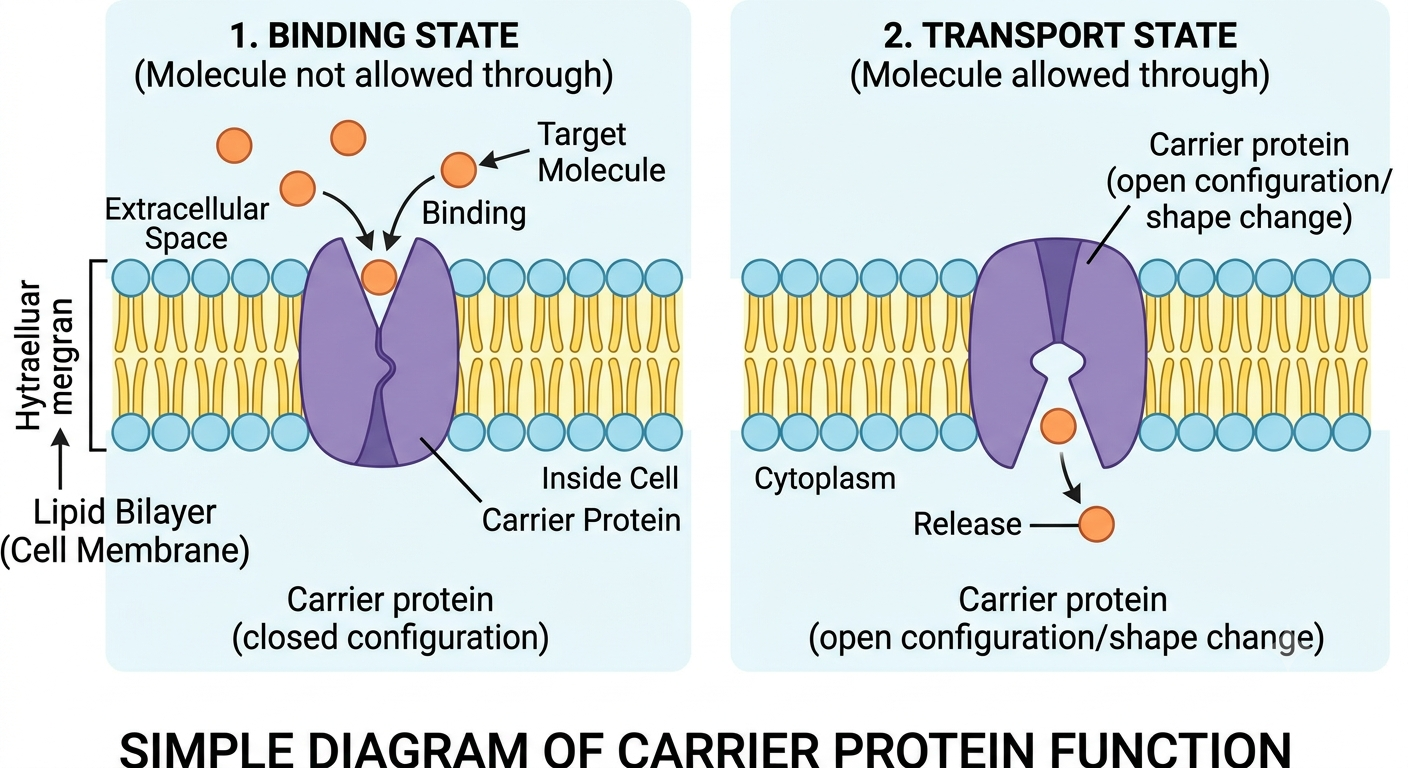 1. BINDING STATE
(Molecule not allowed through)
Target
Molecule
Extracellular
Space
Binding
Hytraelluar
mergran
Lipid Bilayer
(Cell Membrane)
Inside Cell
Carrier Protein
Carrier protein
(closed configuration)
2. TRANSPORT STATE
(Molecule allowed through)
Carrier protein
(open configuration/
shape change)
Cytoplasm
Release
Carrier protein
(open configuration/shape change)
SIMPLE DIAGRAM OF CARRIER PROTEIN FUNCTION